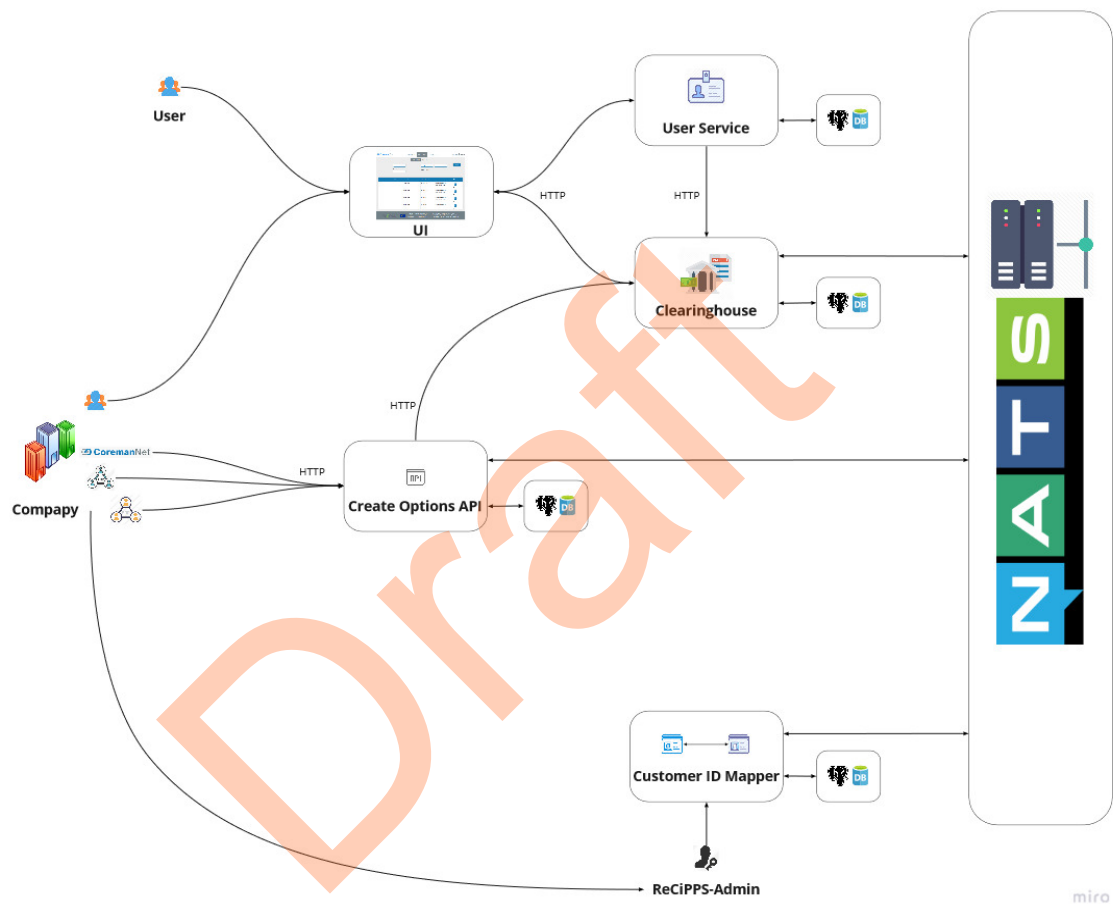 User
User Service
DB
UI
HTTP
HTTP
Clearinghouse
DB
HTTP
CoremanNet
HTTP
Compapy
API
Create Options API
DB
NATS
Draft
Customer ID Mapper
DB
ReCiPPS-Admin
miro